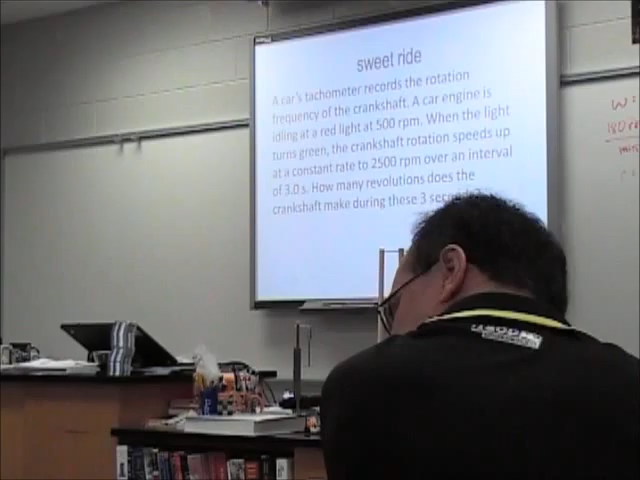 sweet ride
A car's tachometer records the rotation
frequency of the crankshaft. A car engine is
idling at a red light at 500 rpm. When the light
turns green, the crankshaft rotation speeds up
at a constant rate to 2500 rpm over an interval
of 3.0 s. How many revolutions does the
crankshaft make during these 3 seconds?